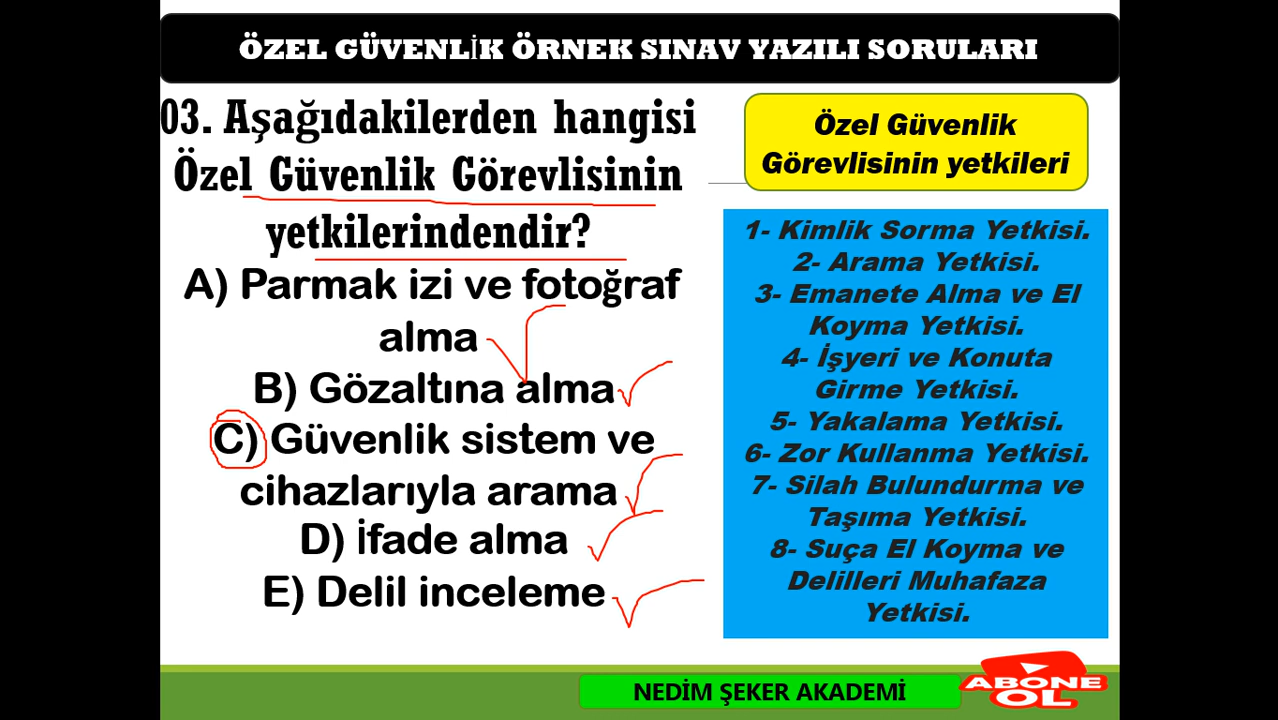 ÖZEL GÜVENLİK ÖRNEK SINAV YAZILI SORULARI
03. Aşağıdakilerden hangisi
Özel Güvenlik Görevlisinin
yetkilerindendir?
A) Parmak izi ve fotoğraf
alma
B) Gözaltına alma
C) Güvenlik sistem ve
cihazlarıyla arama
D) İfade alma
E) Delil inceleme
Özel Güvenlik
Görevlisinin yetkileri
1- Kimlik Sorma Yetkisi.
2- Arama Yetkisi.
3- Emanete Alma ve El
Koyma Yetkisi.
4- İşyeri ve Konuta
Girme Yetkisi.
5- Yakalama Yetkisi.
6- Zor Kullanma Yetkisi.
7- Silah Bulundurma ve
Taşıma Yetkisi.
8- Suça El Koyma ve
Delilleri Muhafaza
Yetkisi.
NEDİM ŞEKER AKADEMİ
ABONE
OL